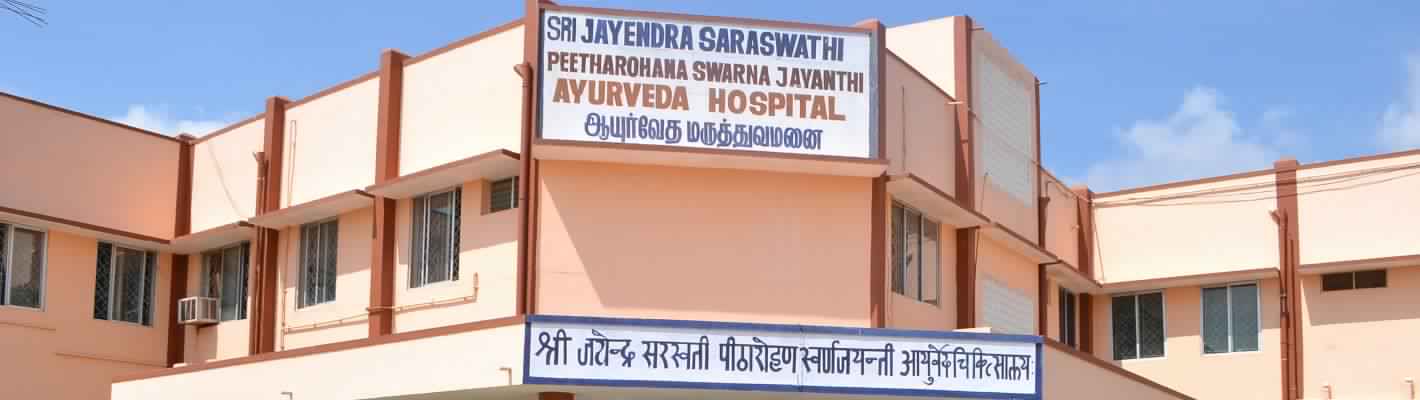 SRI JAYENDRA SARASWATHI
PEETHAROHANA SWARNA JAYANTHI
AYURVEDA HOSPITAL
ஆயுர்வேத மருத்துவமனை
श्री जयेन्द्र सरस्वती पीठारोहण स्वर्णजयन्ती आयुर्वेदचिकित्सालयः